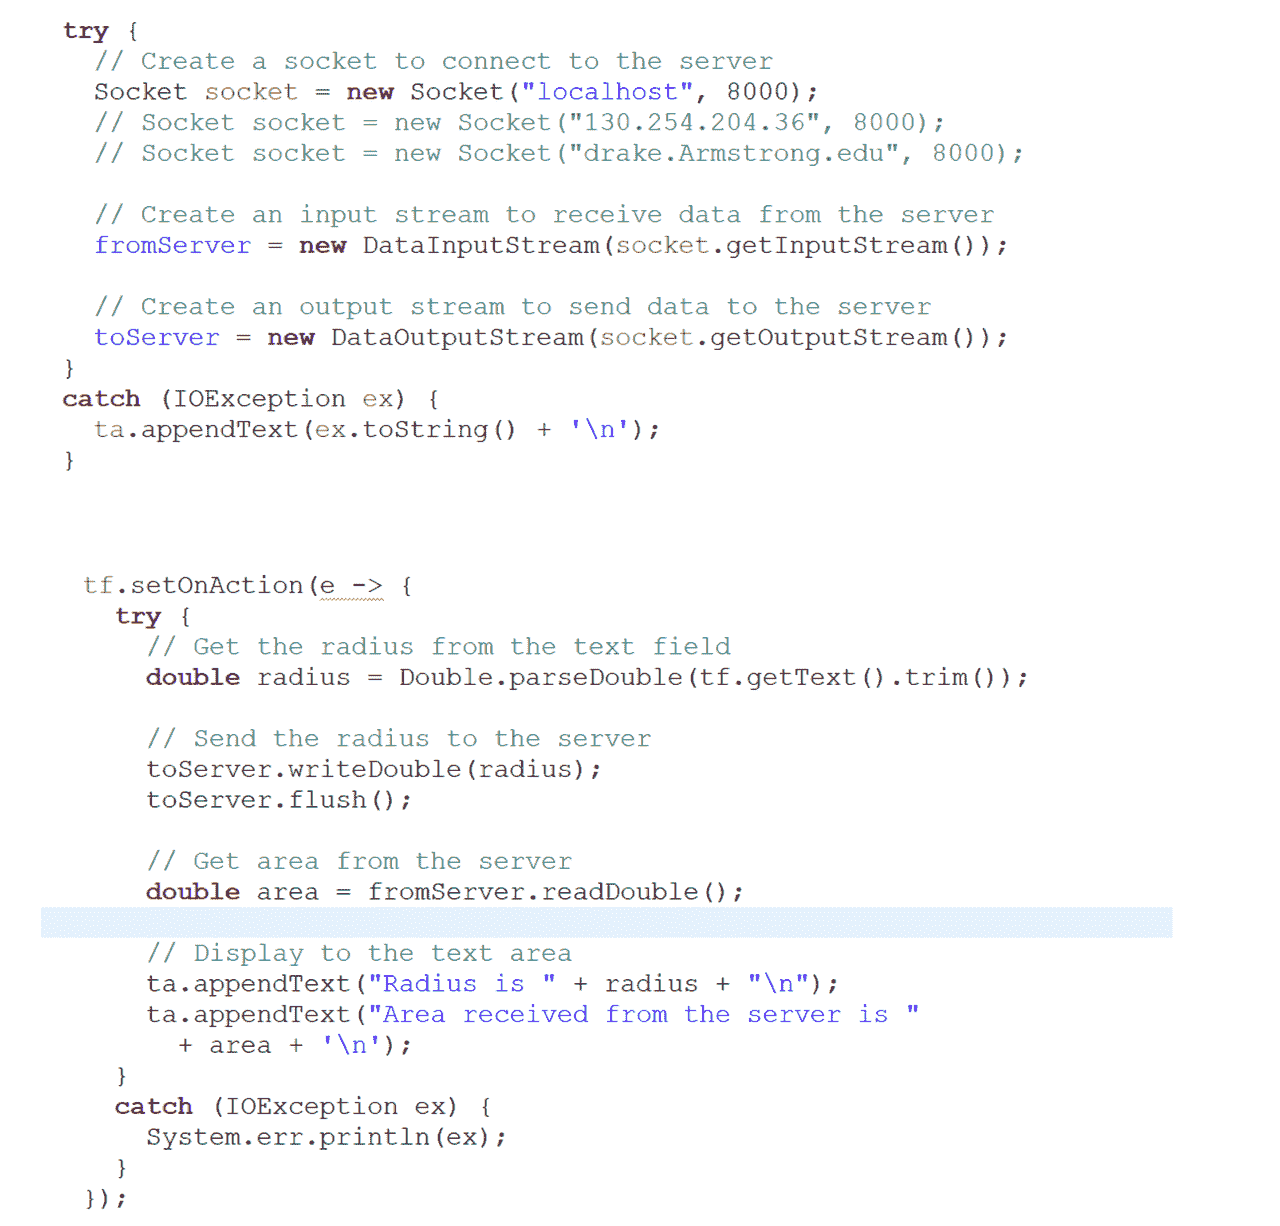 try {
// Create a socket to connect to the server
Socket socket = new Socket("localhost", 8000);
// Socket socket = new Socket("130.254.204.36", 8000);
// Socket socket = new Socket("drake.Armstrong.edu", 8000);
// Create an input stream to receive data from the server
fromServer = new DataInputStream(socket.getInputStream());
// Create an output stream to send data to the server
toServer = new DataOutputStream(socket.getOutputStream());
}
catch (IOException ex) {
ta.appendText(ex.toString() + '\n');
}
tf.setOnAction(e -> {
try {
// Get the radius from the text field
double radius = Double.parseDouble(tf.getText().trim());
// Send the radius to the server
toServer.writeDouble(radius);
toServer.flush();
// Get area from the server
double area = fromServer.readDouble();
// Display to the text area
ta.appendText("Radius is " + radius + "\n");
ta.appendText("Area received from the server is "
+ area + '\n');
}
catch (IOException ex) {
System.err.println(ex);
}
});